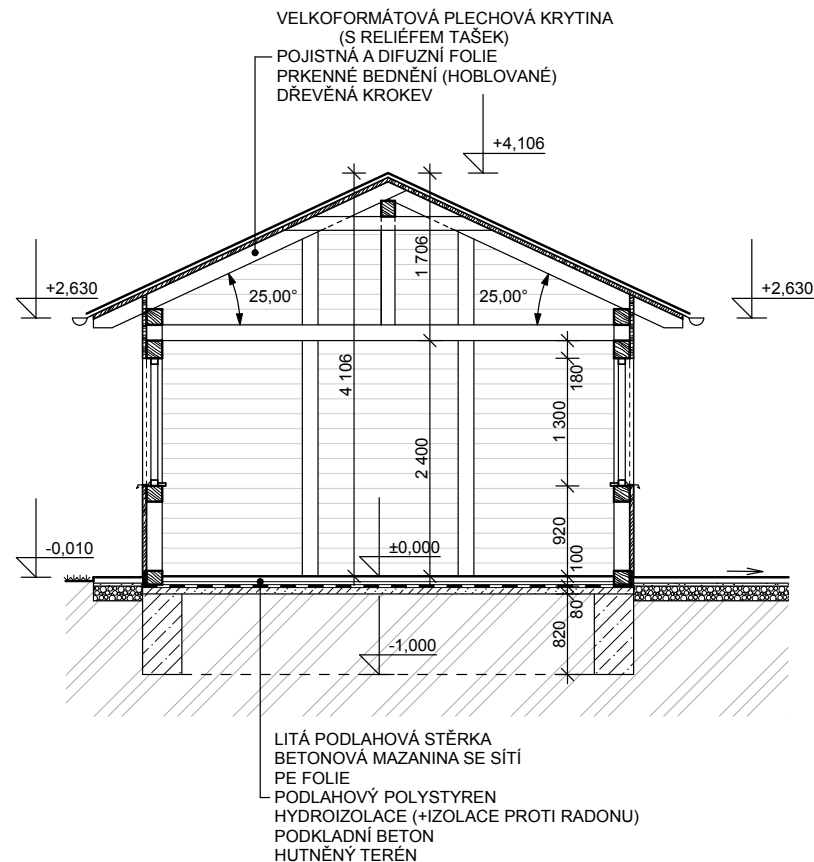 VELKOFORMÁTOVÁ PLECHOVÁ KRYTINA
(S RELIÉFEM TAŠEK)
POJISTNÁ A DIFUZNÍ FOLIE
PRKENNÉ BEDNĚNÍ (HOBLOVANÉ)
DŘEVĚNÁ KROKEV
+4,106
+2,630
25,00°
1 706
25,00°
+2,630
4 106
2 400
180
1 300
920
100
80
820
-0,010
±0,000
-1,000
LITÁ PODLAHOVÁ STĚRKA
BETONOVÁ MAZANINA SE SÍTÍ
PE FOLIE
PODLAHOVÝ POLYSTYREN
HYDROIZOLACE (+IZOLACE PROTI RADONU)
PODKLADNÍ BETON
HUTNĚNÝ TERÉN